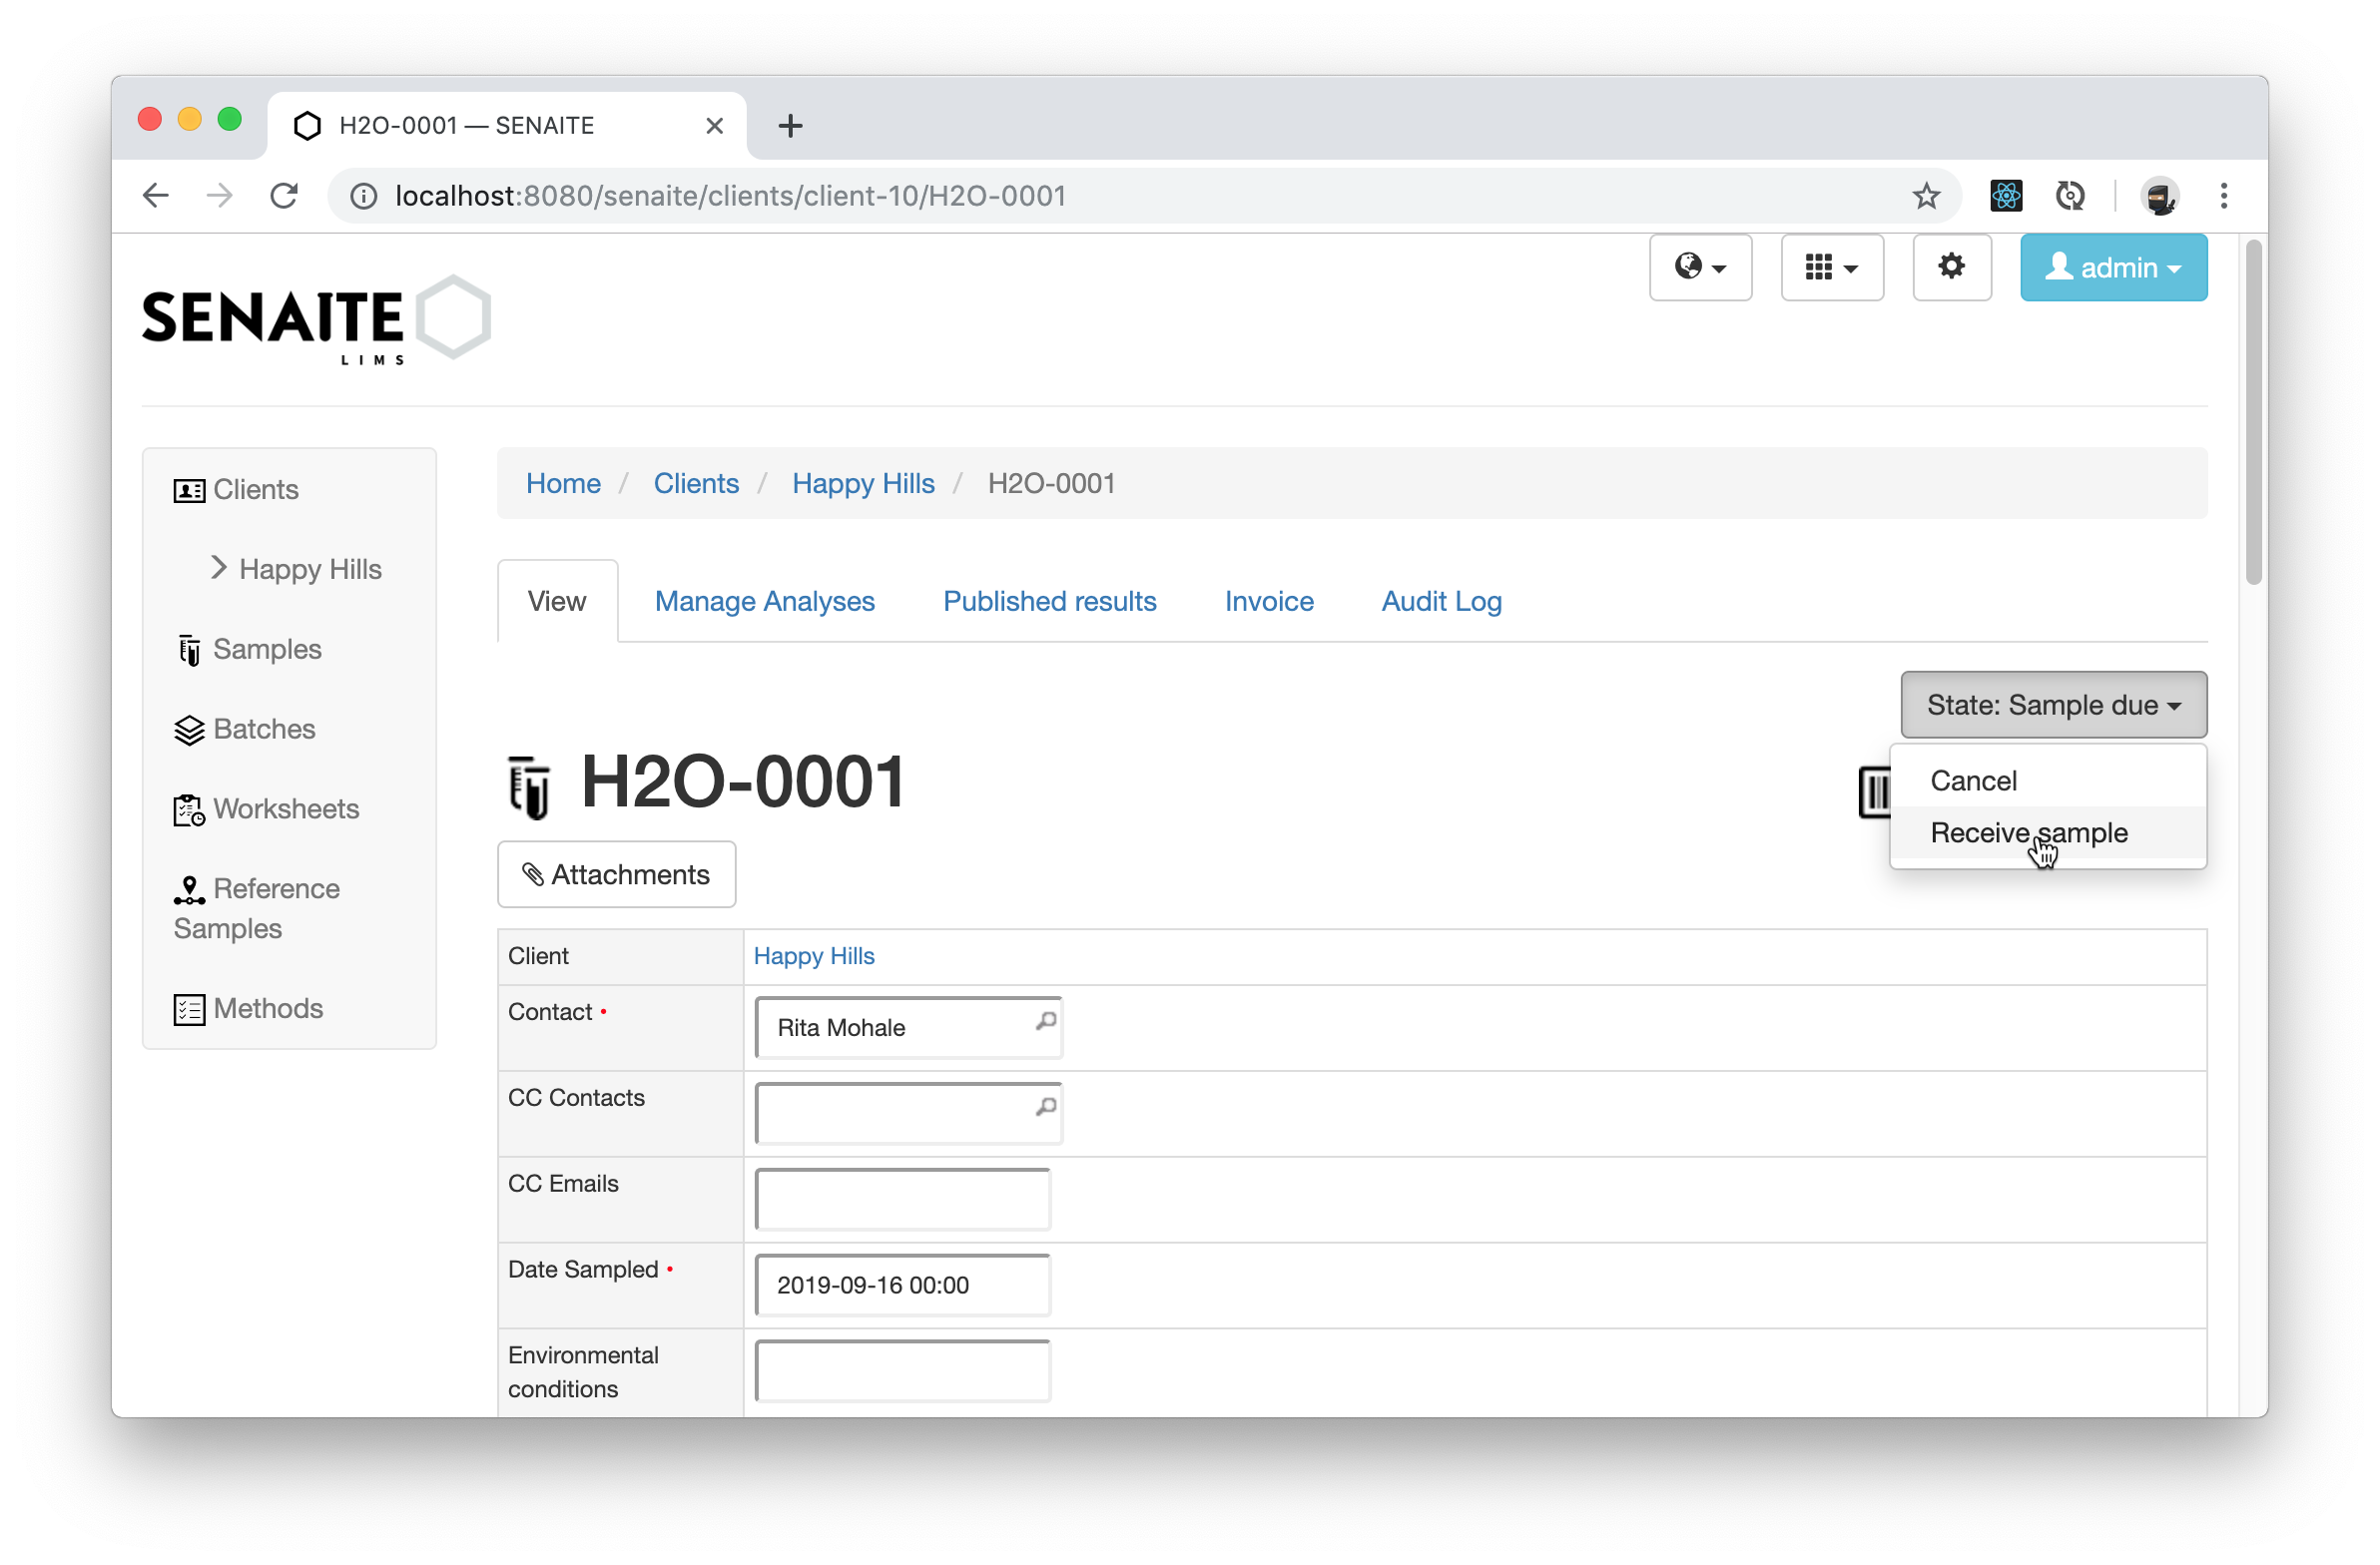 H2O-0001 — SENAITE
localhost:8080/senaite/clients/client-10/H2O-0001
admin
SENAITE
LIMS
Clients
Happy Hills
Samples
Batches
Worksheets
Reference
Samples
Methods
Home / Clients / Happy Hills / H2O-0001
View Manage Analyses Published results Invoice Audit Log
State: Sample due
Cancel
Receive sample
H2O-0001
Attachments
Client Happy Hills
Contact • Rita Mohale
CC Contacts
CC Emails
Date Sampled • 2019-09-16 00:00
Environmental
conditions